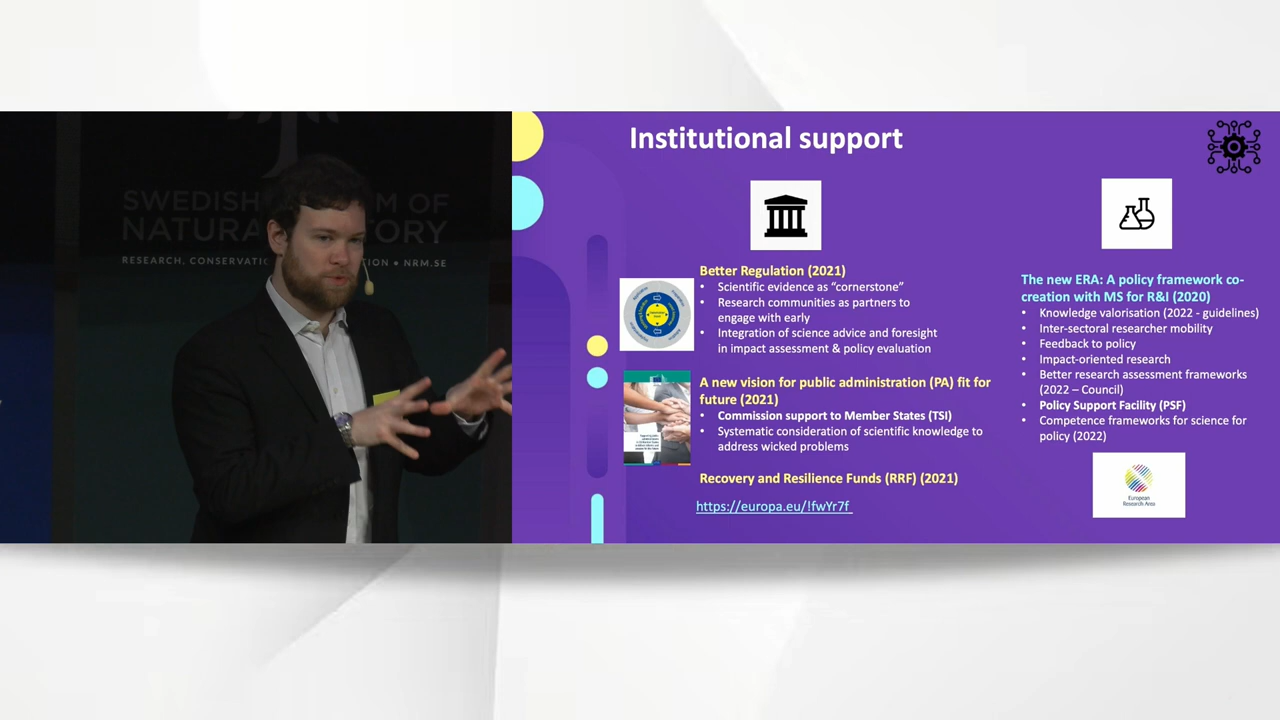 SWEDISH M OF
NATURA TORY
RESEARCH, CONSERVATI TION • NRM.SE
Institutional support
Better Regulation (2021)
• Scientific evidence as “cornerstone”
• Research communities as partners to
engage with early
• Integration of science advice and foresight
in impact assessment & policy evaluation
A new vision for public administration (PA) fit for
future (2021)
• Commission support to Member States (TSI)
• Systematic consideration of scientific knowledge to
address wicked problems
Recovery and Resilience Funds (RRF) (2021)
https://europa.eu/!fwYr7f
The new ERA: A policy framework co-
creation with MS for R&I (2020)
• Knowledge valorisation (2022 - guidelines)
• Inter-sectoral researcher mobility
• Feedback to policy
• Impact-oriented research
• Better research assessment frameworks
(2022 – Council)
• Policy Support Facility (PSF)
• Competence frameworks for science for
policy (2022)
European
Research Area